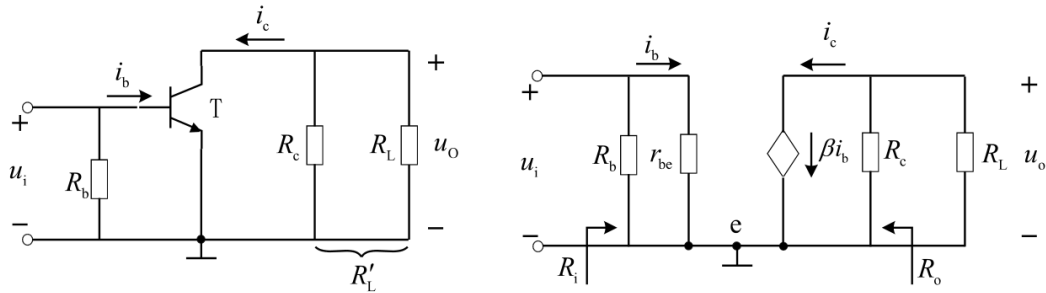 i_c
i_b
T
+
+
u_i
R_b
R_c
R_L
u_O
−
−
R'_L
i_b
i_c
+
+
u_i
R_b
r_be
βi_b
R_c
R_L
u_o
−
e
−
R_i
R_o